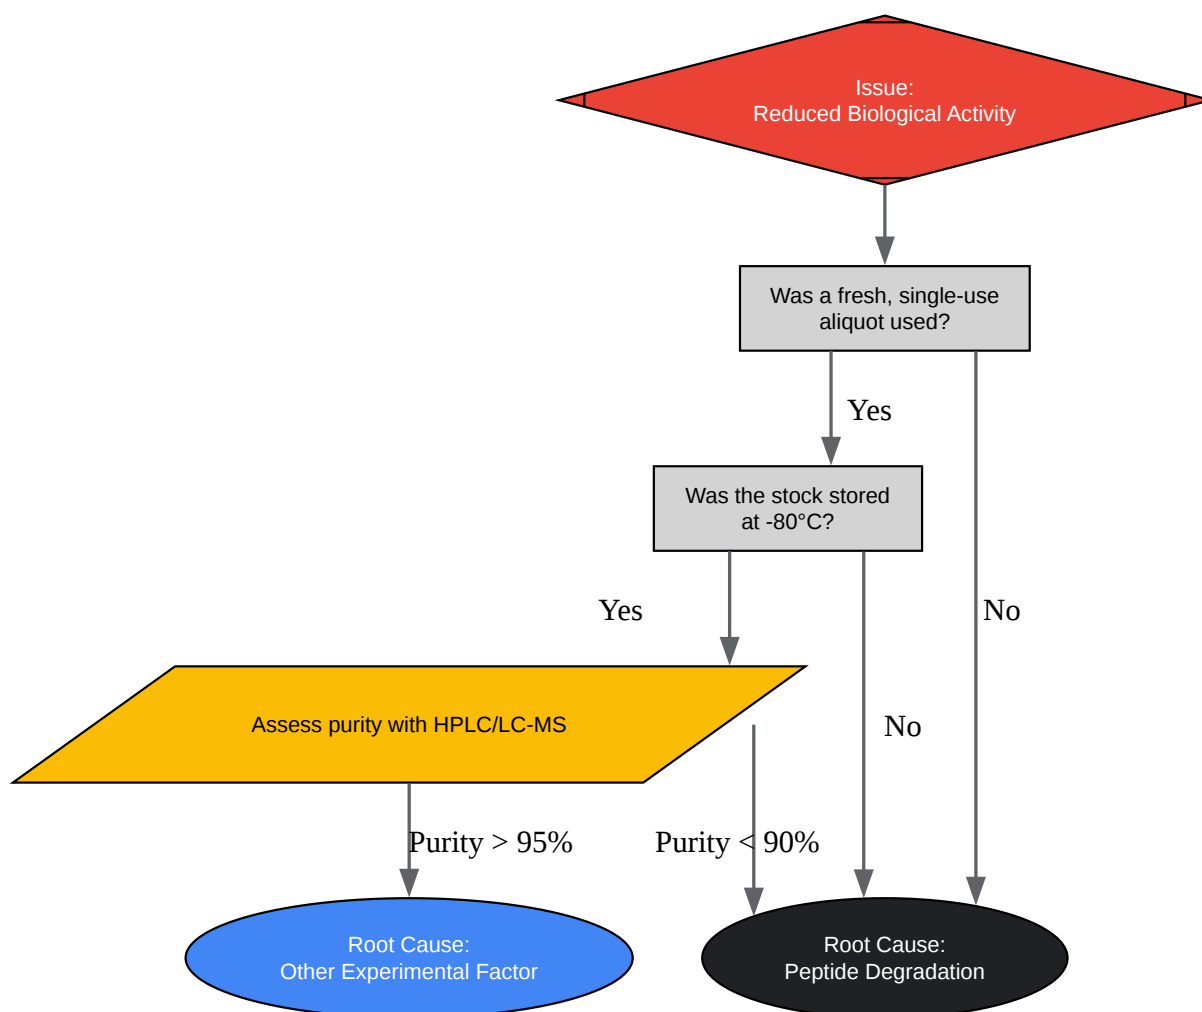 Issue:
Reduced Biological Activity
Was a fresh, single-use
aliquot used?
Yes
Was the stock stored
at -80°C?
Yes
No
Assess purity with HPLC/LC-MS
No
Purity > 95%
Purity < 90%
Root Cause:
Other Experimental Factor
Root Cause:
Peptide Degradation